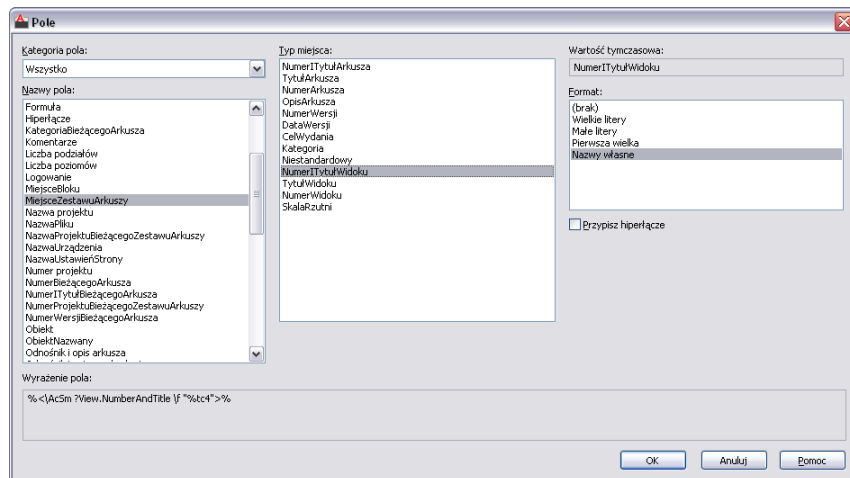 Pole
Kategoria pola:
Wszystko
Nazwy pola:
Formuła
Hiperłącze
KategoriaBieżącegoArkusza
Komentarze
Liczba podziałów
Liczba poziomów
Logowanie
MiejsceBloku
MiejsceZestawuArkuszy
Nazwa projektu
NazwaPliku
NazwaProjektuBieżącegoZestawuArkuszy
NazwaUrządzenia
NazwaUstawieńStrony
Numer projektu
NumerBieżącegoArkusza
NumerITytułBieżącegoArkusza
NumerProjektuBieżącegoZestawuArkuszy
NumerWersjiBieżącegoArkusza
Obiekt
ObiektNazwany
Odnośnik i opis arkusza
Typ miejsca:
NumerITytułArkusza
TytułArkusza
NumerArkusza
OpisArkusza
NumerWersji
DataWersji
CelWydania
Kategoria
Niestandardowy
NumerITytułWidoku
TytułWidoku
NumerWidoku
SkalaRzutni
Wartość tymczasowa:
NumerITytułWidoku
Format:
(brak)
Wielkie litery
Małe litery
Pierwsza wielka
Nazwy własne
Przypisz hiperłącze
Wyrażenie pola:
%<\AcSm ?View.NumberAndTitle \f "%tc4">%
OK
Anuluj
Pomoc